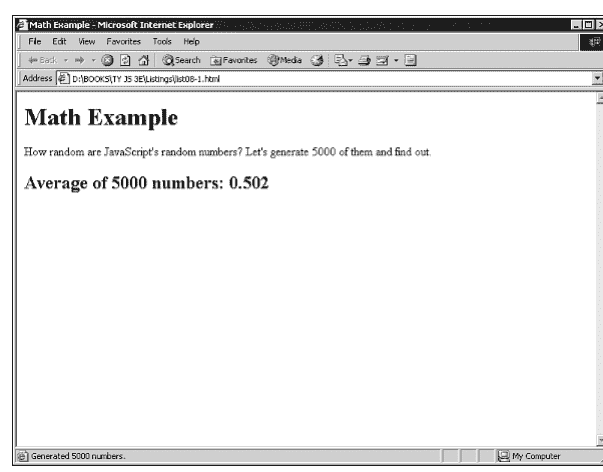 Math Example - Microsoft Internet Explorer
File Edit View Favorites Tools Help
Back Search Favorites Media
Address D:\BOOKS\TY JS 3E\Listings\list08-1.html
Math Example
How random are JavaScript's random numbers? Let's generate 5000 of them and find out.
Average of 5000 numbers: 0.502
Generated 5000 numbers. My Computer